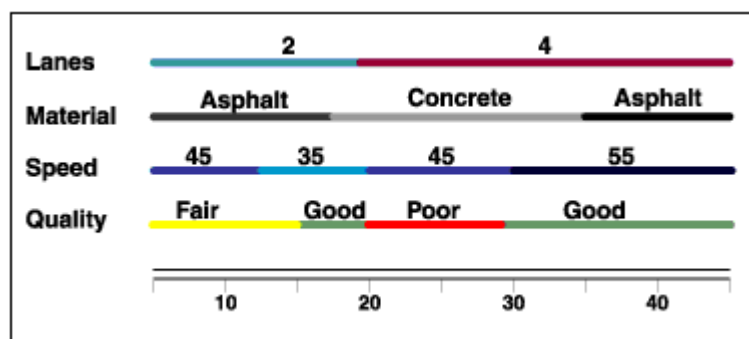 Lanes 2 4
Material Asphalt Concrete Asphalt
Speed 45 35 45 55
Quality Fair Good Poor Good
10 20 30 40